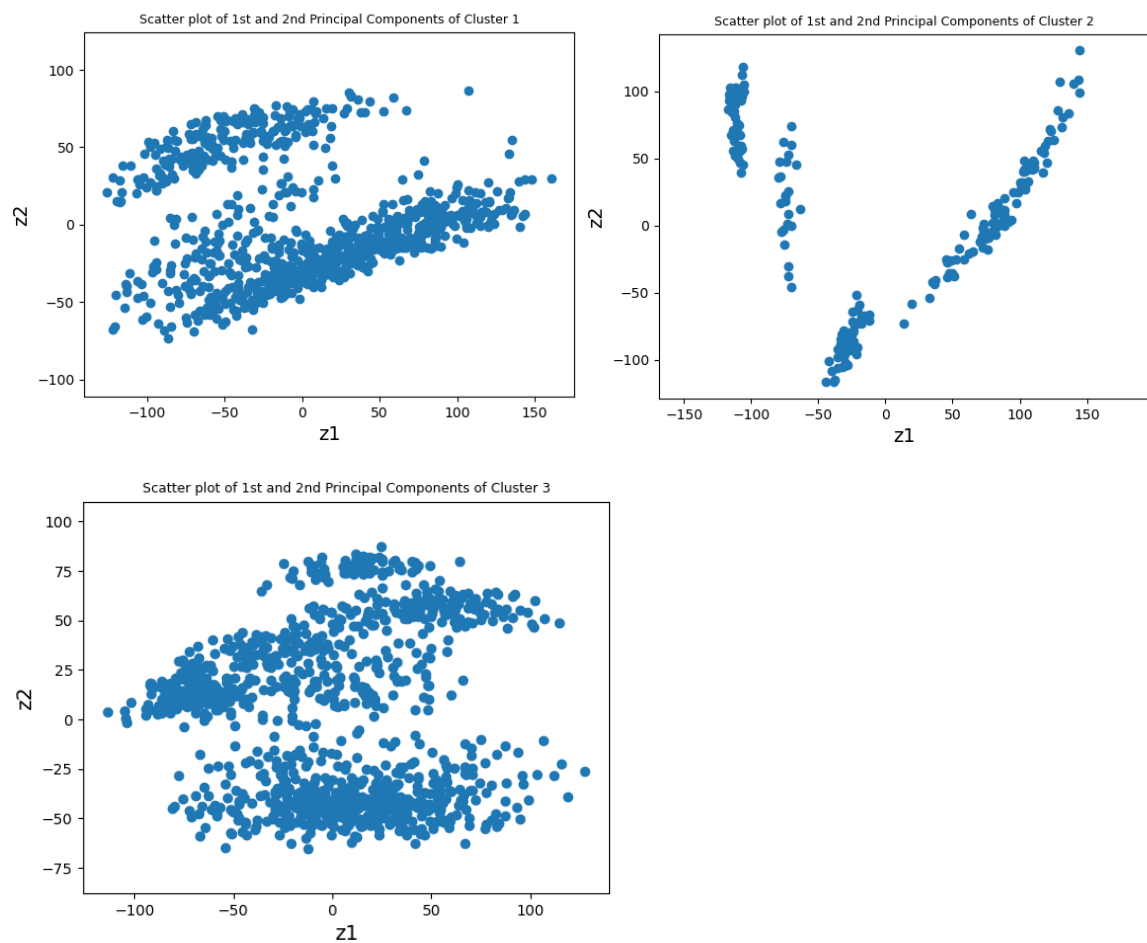 Scatter plot of 1st and 2nd Principal Components of Cluster 1
100
50
0
−50
−100
z2
−100 −50 0 50 100 150
z1
Scatter plot of 1st and 2nd Principal Components of Cluster 2
100
50
0
−50
−100
z2
−150 −100 −50 0 50 100 150
z1
Scatter plot of 1st and 2nd Principal Components of Cluster 3
100
75
50
25
0
−25
−50
−75
z2
−100 −50 0 50 100
z1